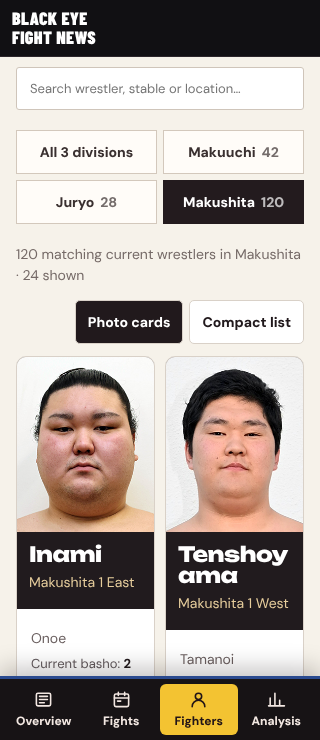 BLACK EYE
FIGHT NEWS
Search wrestler, stable or location…
All 3 divisions
Makuuchi 42
Juryo 28
Makushita 120
120 matching current wrestlers in Makushita
· 24 shown
Photo cards
Compact list
Inami
Makushita 1 East
Onoe
Current basho: 2
Tenshoy
ama
Makushita 1 West
Tamanoi
Overview
Fights
Fighters
Analysis